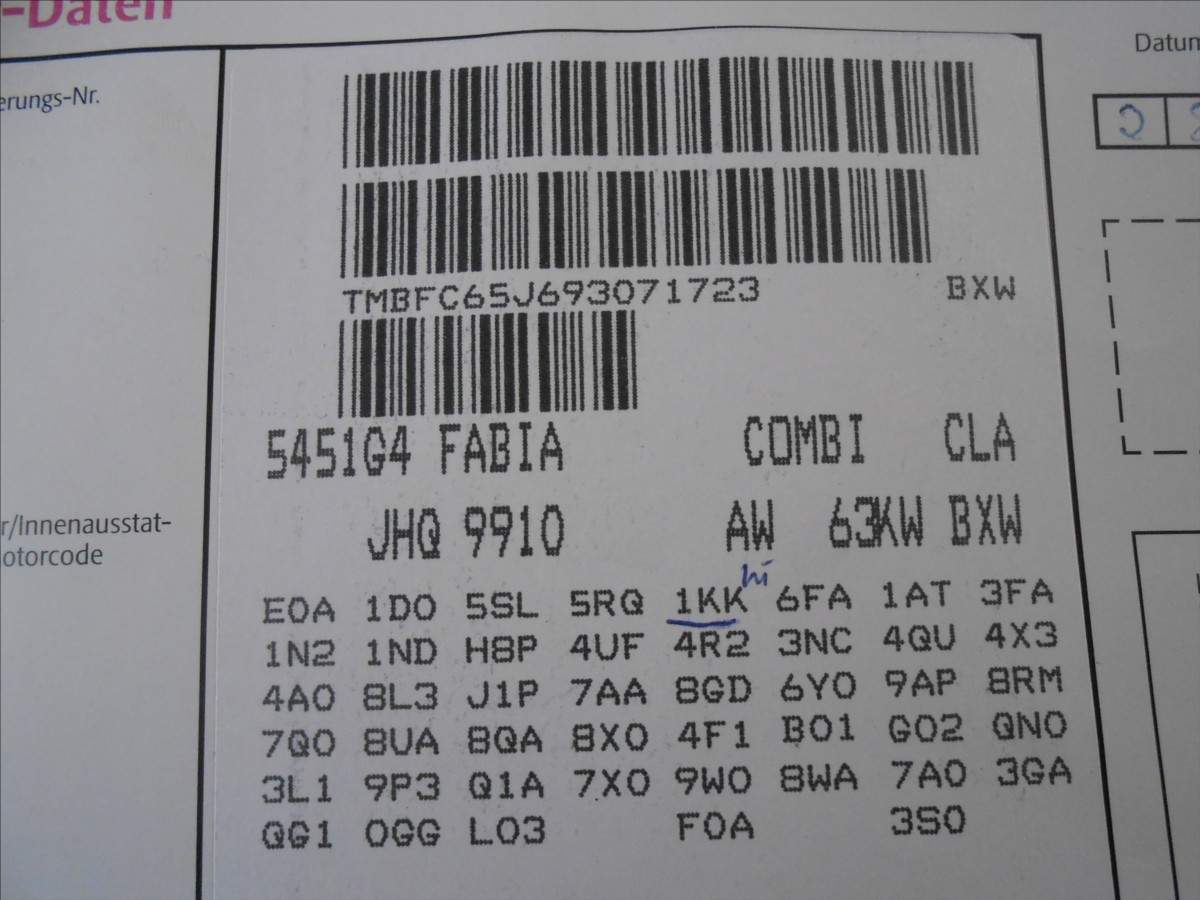 -Daten
Datum
erungs-Nr.
TMBFC65J693071723 BXW
5451G4 FABIA COMBI CLA
JHQ 9910 AW 63KW BXW
r/Innenausstat-
otorcode
hi
E0A 1D0 5SL 5RQ 1KK 6FA 1AT 3FA
1N2 1ND H8P 4UF 4R2 3NC 4QU 4X3
4A0 8L3 J1P 7AA 8GD 6Y0 9AP 8RM
7Q0 8UA 8QA 8X0 4F1 B01 G02 QN0
3L1 9P3 Q1A 7X0 9W0 8WA 7A0 3GA
QG1 0GG L03 F0A 3S0